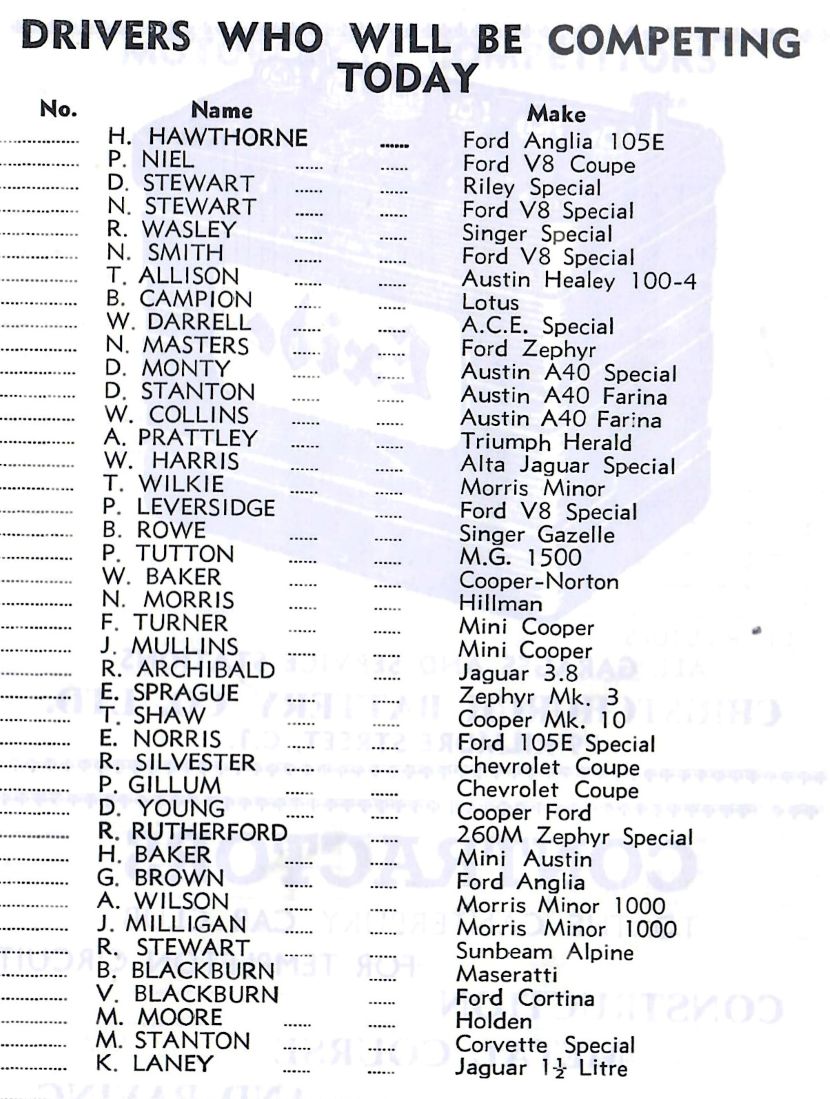 DRIVERS WHO WILL BE COMPETING
TODAY
No. Name Make
H. HAWTHORNE ...... Ford Anglia 105E
P. NIEL ...... ...... Ford V8 Coupe
D. STEWART ...... ...... Riley Special
N. STEWART ...... ...... Ford V8 Special
R. WASLEY ...... ...... Singer Special
N. SMITH ...... ...... Ford V8 Special
T. ALLISON ...... ...... Austin Healey 100-4
B. CAMPION ...... ...... Lotus
W. DARRELL ...... ...... A.C.E. Special
N. MASTERS ...... ...... Ford Zephyr
D. MONTY ...... ...... Austin A40 Special
D. STANTON ...... ...... Austin A40 Farina
W. COLLINS ...... ...... Austin A40 Farina
A. PRATTLEY ...... ...... Triumph Herald
W. HARRIS ...... ...... Alta Jaguar Special
T. WILKIE ...... ...... Morris Minor
P. LEVERSIDGE ...... Ford V8 Special
B. ROWE ...... ...... Singer Gazelle
P. TUTTON ...... ...... M.G. 1500
W. BAKER ...... ...... Cooper-Norton
N. MORRIS ...... ...... Hillman
F. TURNER ...... ...... Mini Cooper
J. MULLINS ...... ...... Mini Cooper
R. ARCHIBALD ...... Jaguar 3.8
E. SPRAGUE ...... ...... Zephyr Mk. 3
T. SHAW ...... ...... Cooper Mk. 10
E. NORRIS ...... ...... Ford 105E Special
R. SILVESTER ...... ...... Chevrolet Coupe
P. GILLUM ...... ...... Chevrolet Coupe
D. YOUNG ...... ...... Cooper Ford
R. RUTHERFORD ...... 260M Zephyr Special
H. BAKER ...... ...... Mini Austin
G. BROWN ...... ...... Ford Anglia
A. WILSON ...... ...... Morris Minor 1000
J. MILLIGAN ...... ...... Morris Minor 1000
R. STEWART ...... ...... Sunbeam Alpine
B. BLACKBURN ...... Maseratti
V. BLACKBURN ...... Ford Cortina
M. MOORE ...... ...... Holden
M. STANTON ...... ...... Corvette Special
K. LANEY ...... ...... Jaguar 1½ Litre